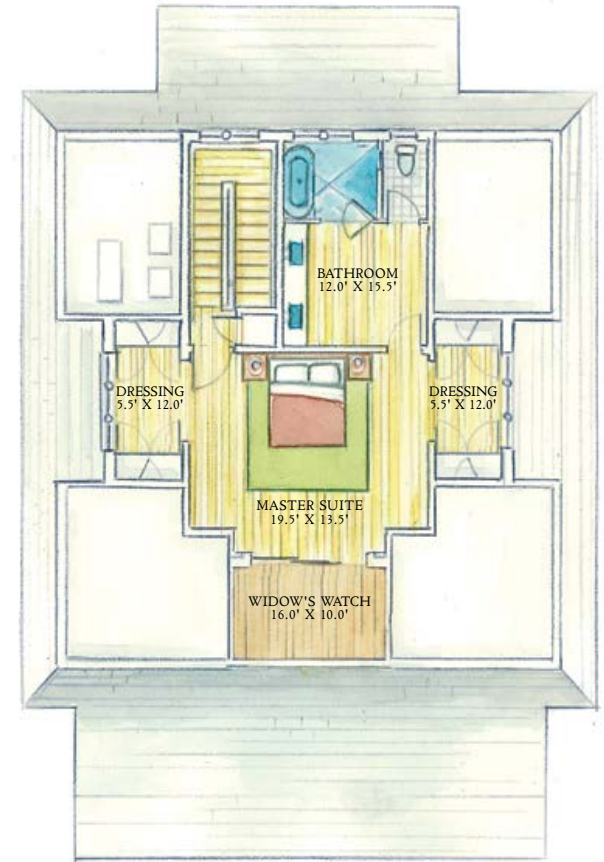 BATHROOM
12.0' X 15.5'
DRESSING
5.5' X 12.0'
DRESSING
5.5' X 12.0'
MASTER SUITE
19.5' X 13.5'
WIDOW'S WATCH
16.0' X 10.0'